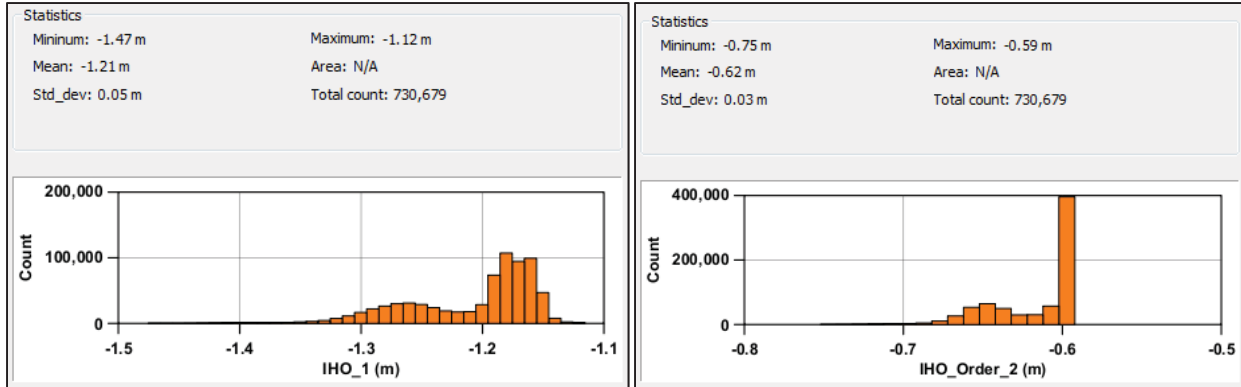 Statistics
Mininum: -1.47 m Maximum: -1.12 m
Mean: -1.21 m Area: N/A
Std_dev: 0.05 m Total count: 730,679
200,000
100,000
0
Count
-1.5 -1.4 -1.3 -1.2 -1.1
IHO_1 (m)
Statistics
Mininum: -0.75 m Maximum: -0.59 m
Mean: -0.62 m Area: N/A
Std_dev: 0.03 m Total count: 730,679
400,000
200,000
0
Count
-0.8 -0.7 -0.6 -0.5
IHO_Order_2 (m)